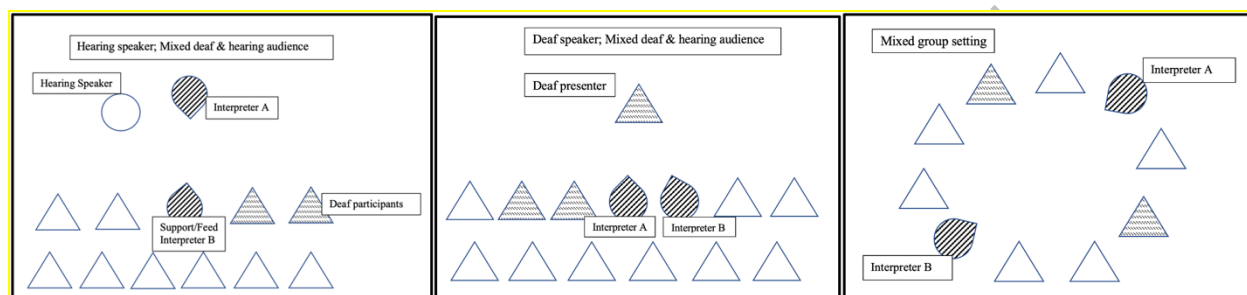 Hearing speaker; Mixed deaf & hearing audience
Hearing Speaker
Interpreter A
Deaf participants
Support/Feed
Interpreter B
Deaf speaker; Mixed deaf & hearing audience
Deaf presenter
Interpreter A
Interpreter B
Mixed group setting
Interpreter A
Interpreter B